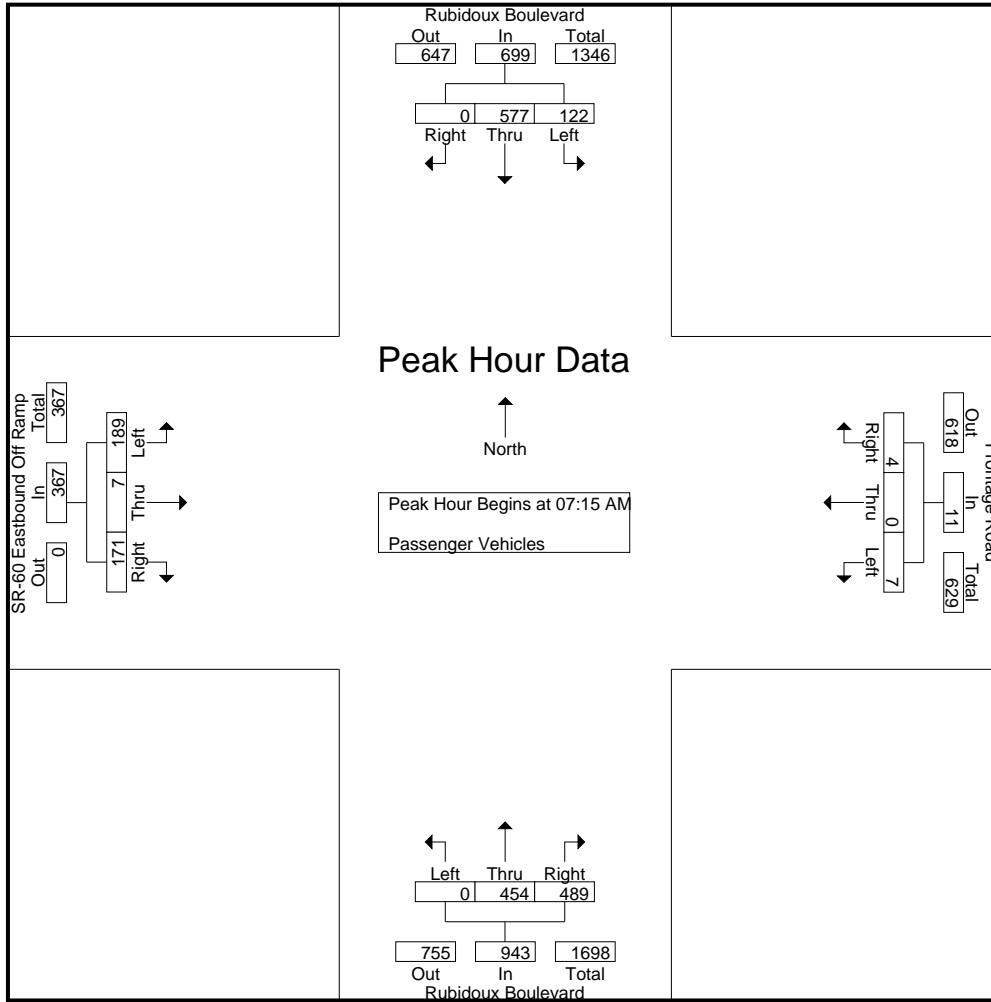 Rubidoux Boulevard
Out In Total
647 699 1346
0 577 122
Right Thru Left
Peak Hour Data
North
Peak Hour Begins at 07:15 AM
Passenger Vehicles
SR-60 Eastbound Off Ramp
Out In Total
0 367 367
171 7 189
Right Thru Left
Frontage Road
Out In Total
618 11 629
4 0 7
Right Thru Left
Left Thru Right
0 454 489
755 943 1698
Out In Total
Rubidoux Boulevard